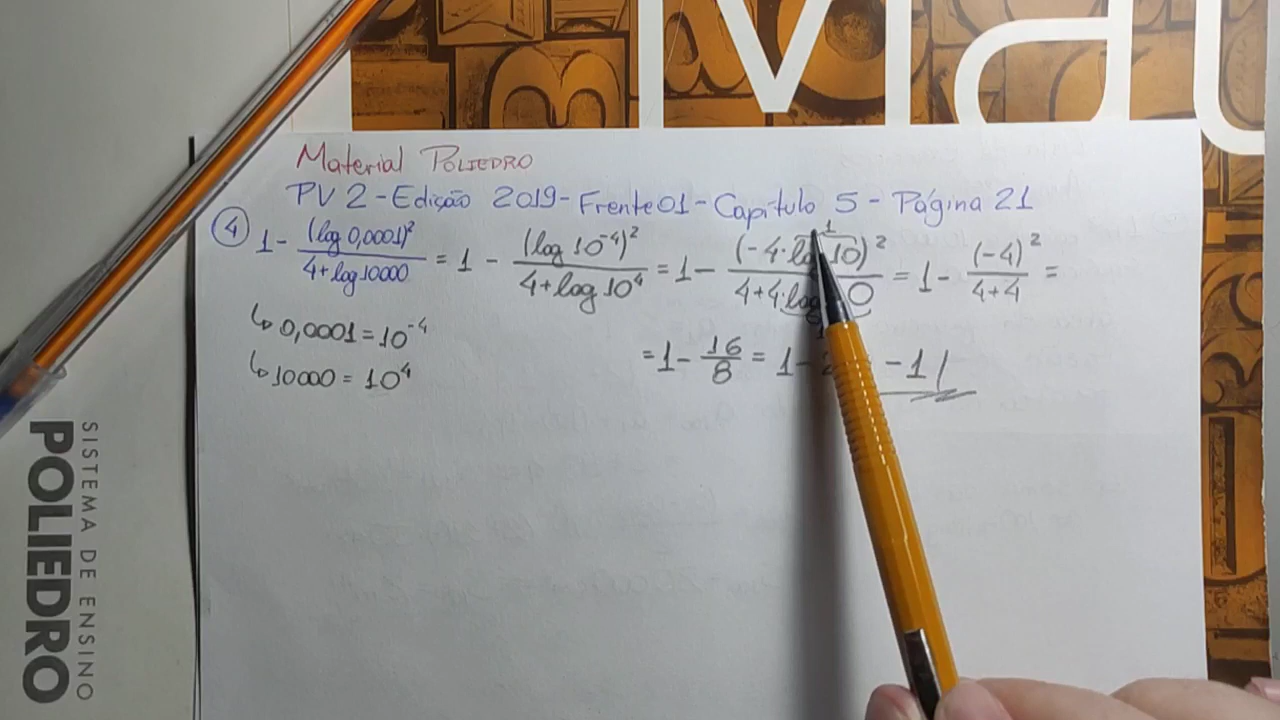 Mat
Material POLIEDRO
PV 2 - Edição 2019 - Frente 01 - Capítulo 5 - Página 21
4 1 - (log 0,0001)² / 4 + log 10000 = 1 - (log 10⁻⁴)² / 4 + log 10⁴ = 1 - (-4 · log 10)² / 4 + 4 · log 10 = 1 - (-4)² / 4 + 4 =
↳ 0,0001 = 10⁻⁴
= 1 - 16 / 8 = 1 - 2 = -1 /
↳ 10000 = 10⁴
SISTEMA DE ENSINO
POLIEDRO